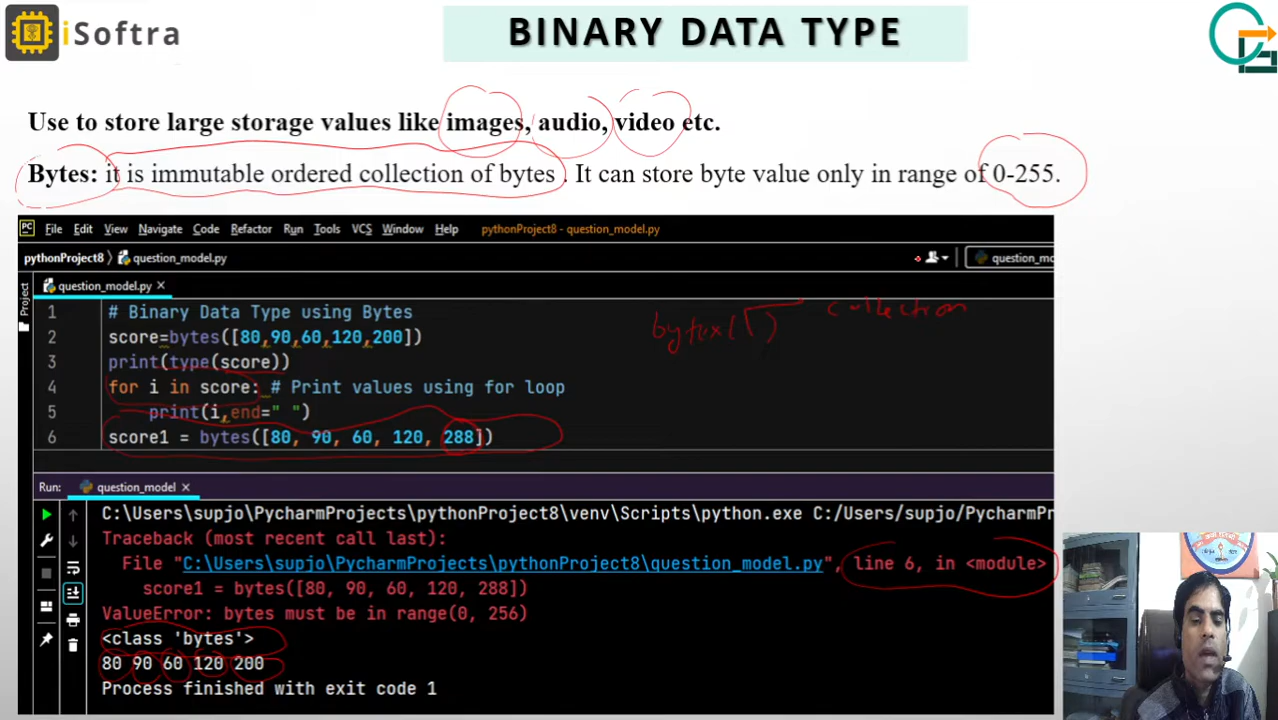 iSoftra
BINARY DATA TYPE
Use to store large storage values like images, audio, video etc.
Bytes: it is immutable ordered collection of bytes . It can store byte value only in range of 0-255.
PC File Edit View Navigate Code Refactor Run Tools VCS Window Help pythonProject8 - question_model.py
pythonProject8 question_model.py question_mo
question_model.py
Project
1 # Binary Data Type using Bytes
2 score=bytes([80,90,60,120,200])
3 print(type(score))
4 for i in score: # Print values using for loop
5 print(i,end=" ")
6 score1 = bytes([80, 90, 60, 120, 288])
collection
Run: question_model
C:\Users\supjo\PycharmProjects\pythonProject8\venv\Scripts\python.exe C:/Users/supjo/PycharmPr
Traceback (most recent call last):
File "C:\Users\supjo\PycharmProjects\pythonProject8\question_model.py", line 6, in <module>
score1 = bytes([80, 90, 60, 120, 288])
ValueError: bytes must be in range(0, 256)
<class 'bytes'>
80 90 60 120 200
Process finished with exit code 1